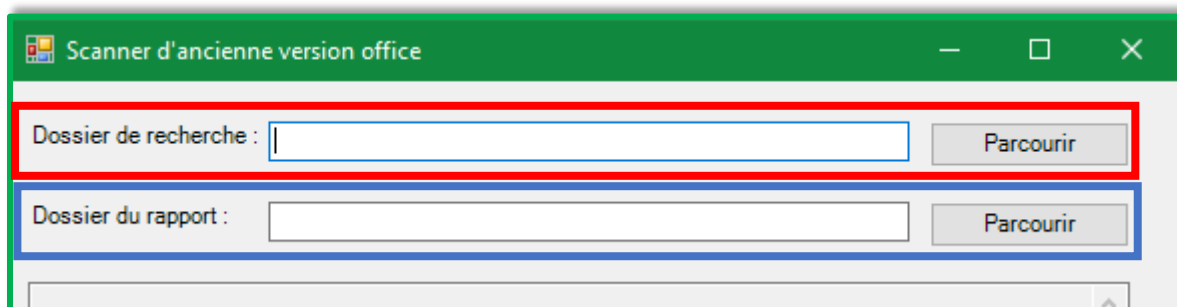 Scanner d'ancienne version office
Dossier de recherche : Parcourir
Dossier du rapport : Parcourir